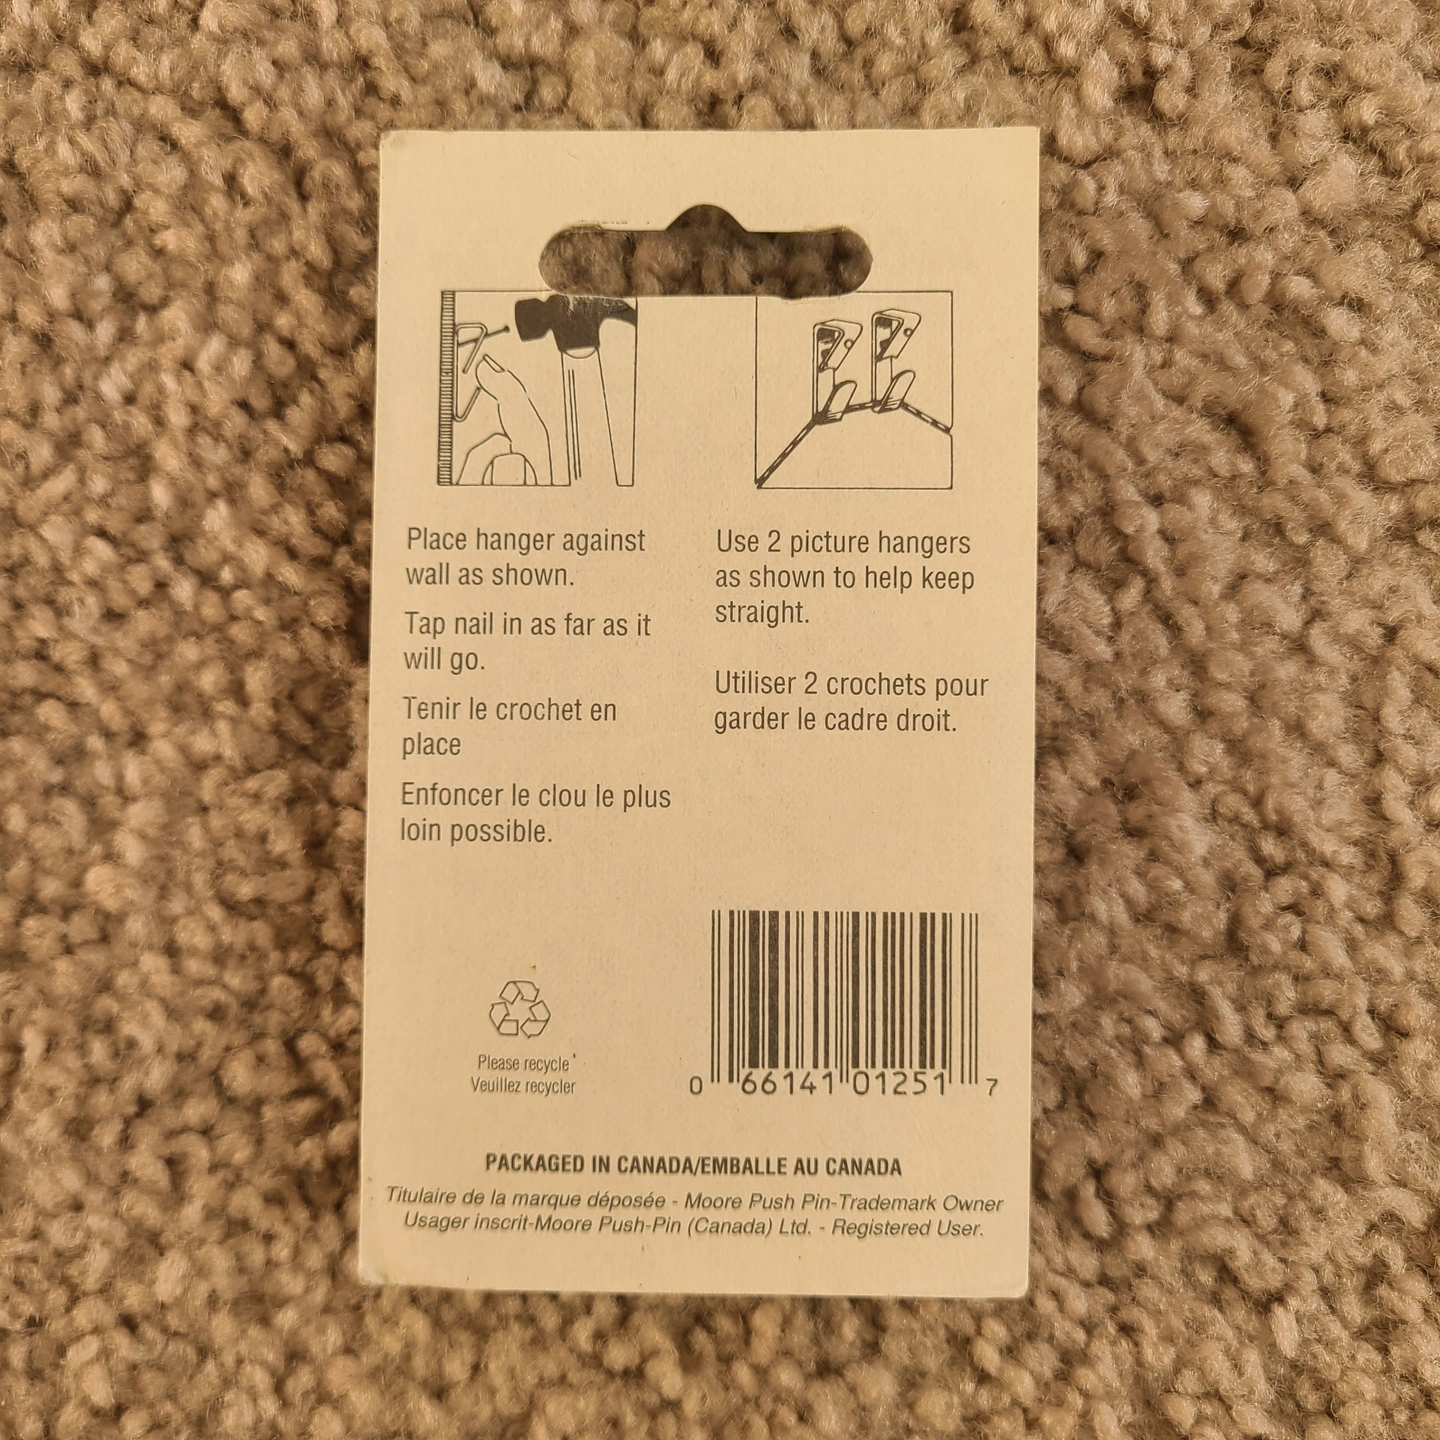 Place hanger against
wall as shown.
Tap nail in as far as it
will go.
Tenir le crochet en
place
Enfoncer le clou le plus
loin possible.
Use 2 picture hangers
as shown to help keep
straight.
Utiliser 2 crochets pour
garder le cadre droit.
Please recycle
Veuillez recycler
0 66141 01251 7
PACKAGED IN CANADA/EMBALLE AU CANADA
Titulaire de la marque déposée - Moore Push Pin-Trademark Owner
Usager inscrit-Moore Push-Pin (Canada) Ltd. - Registered User.